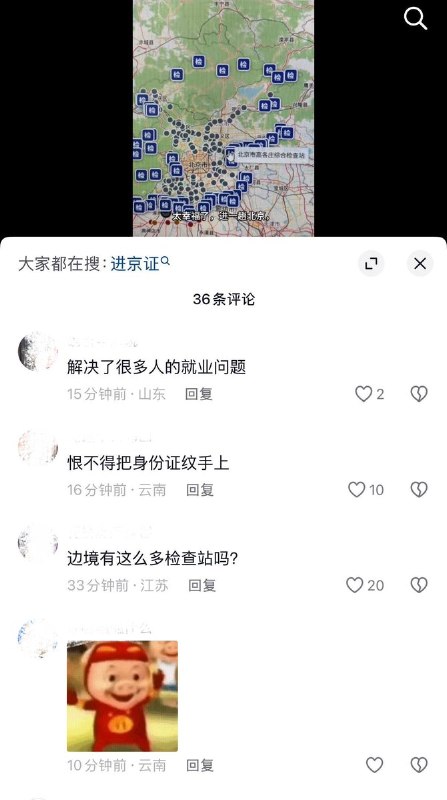 检
北京市高各庄综合检查站
北京市
太幸福了，进一趟北京，
大家都在搜：进京证
36条评论
解决了很多人的就业问题
15分钟前·山东 回复
2
恨不得把身份证纹手上
16分钟前·云南 回复
10
边境有这么多检查站吗?
33分钟前·江苏 回复
20
10分钟前·云南 回复